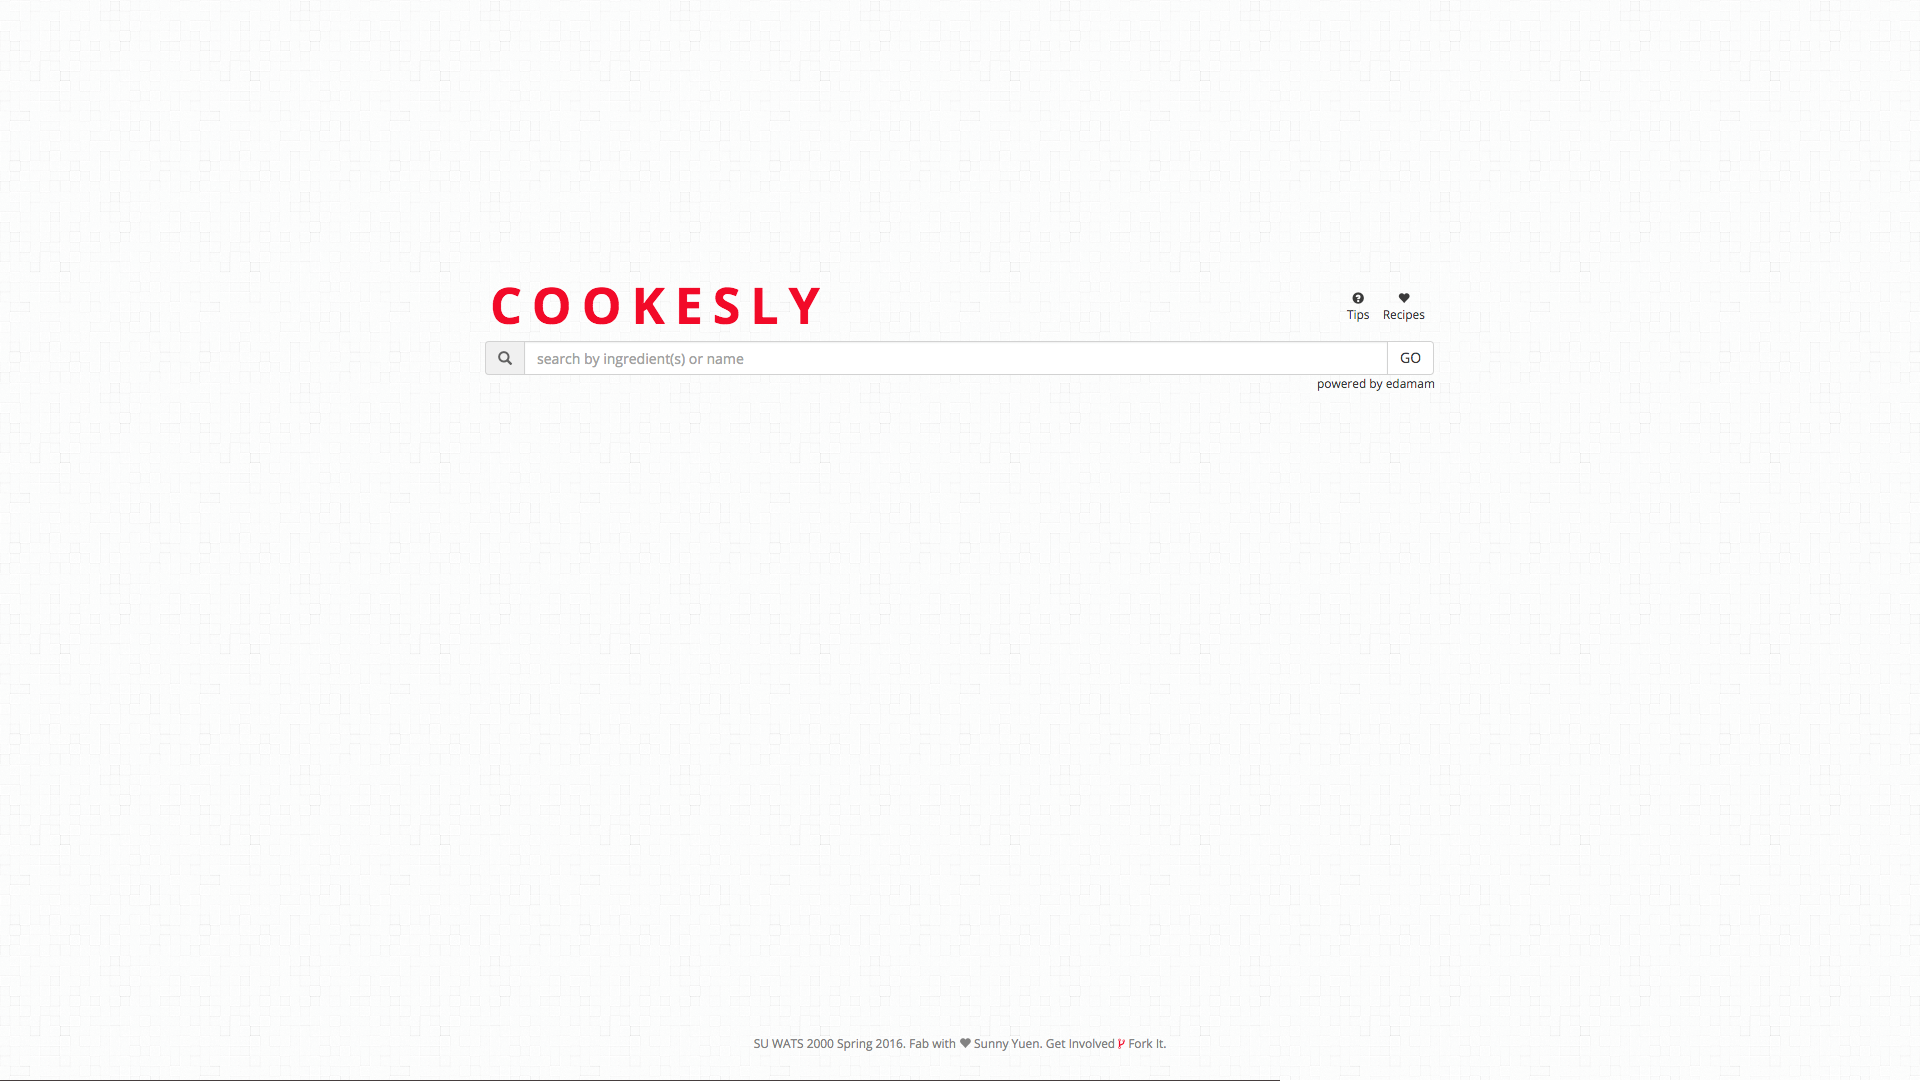 COOKESLY
Tips Recipes
search by ingredient(s) or name
GO
powered by edamam
SU WATS 2000 Spring 2016. Fab with Sunny Yuen. Get Involved Fork It.